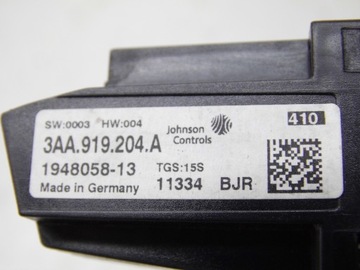 SW:0003 HW:004
Johnson Controls
410
3AA.919.204.A
1948058-13
TGS:15S
Made in Germany
11334 BJR